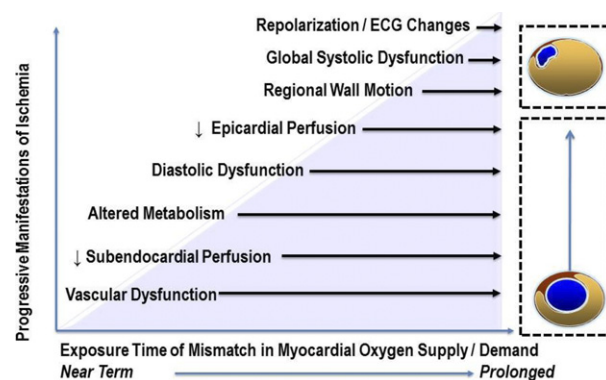 Repolarization / ECG Changes
Global Systolic Dysfunction
Regional Wall Motion
↓ Epicardial Perfusion
Diastolic Dysfunction
Altered Metabolism
↓ Subendocardial Perfusion
Vascular Dysfunction
Progressive Manifestations of Ischemia
Exposure Time of Mismatch in Myocardial Oxygen Supply / Demand
Near Term
Prolonged